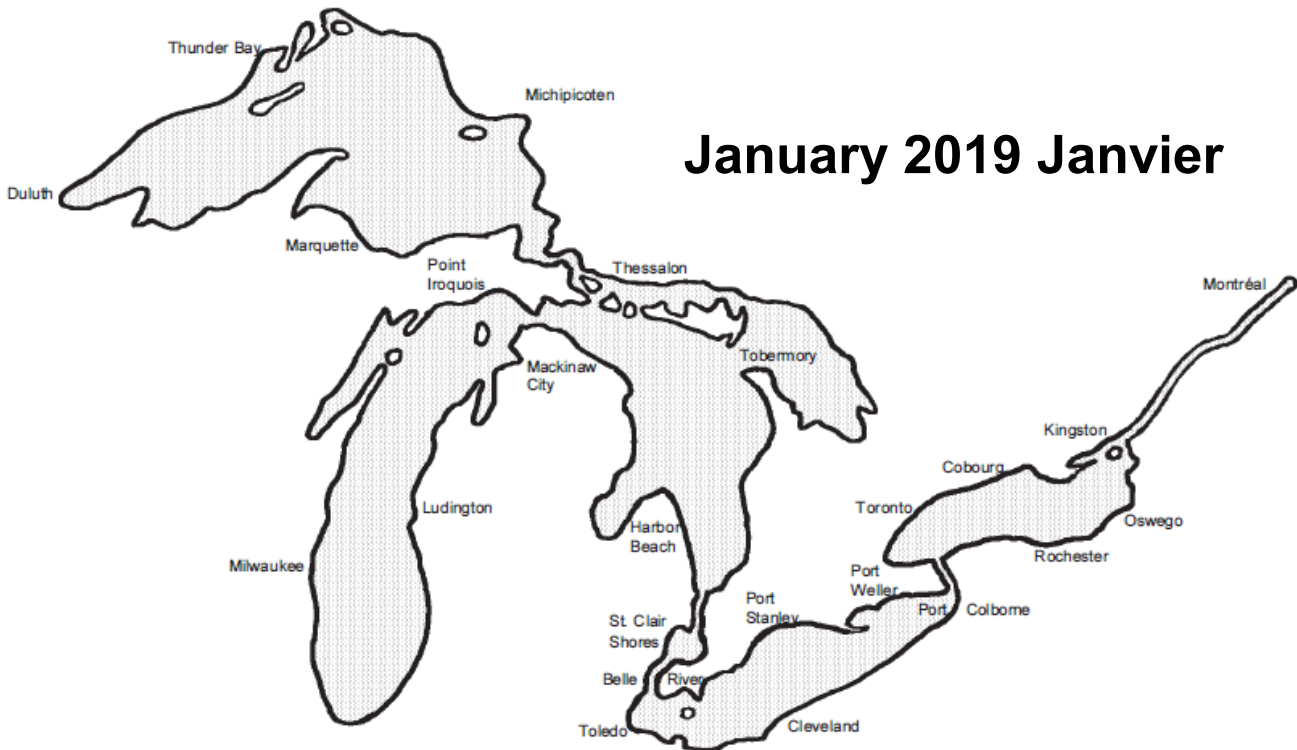 Thunder Bay
Michipicoten
January 2019 Janvier
Duluth
Marquette
Point
Iroquois
Thessalon
Montréal
Tobermory
Mackinaw
City
Kingston
Cobourg
Ludington
Toronto
Oswego
Harbor
Beach
Rochester
Milwaukee
Port
Weller
Port
Stanley
Port Colborne
St. Clair
Shores
Belle River
Cleveland
Toledo